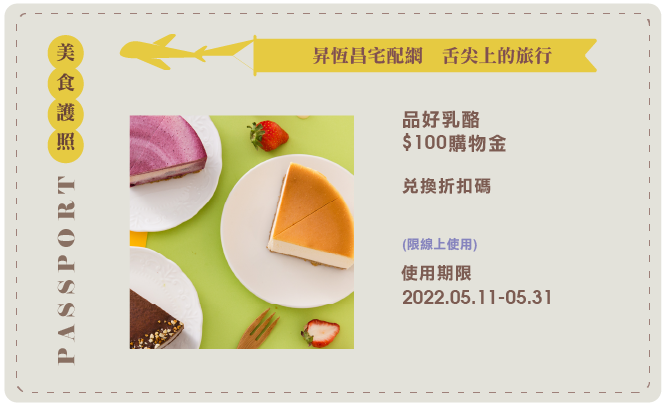 美食護照
PASSPORT
昇恆昌宅配網 舌尖上的旅行
品好乳酪
$100購物金
兌換折扣碼
(限線上使用)
使用期限
2022.05.11-05.31